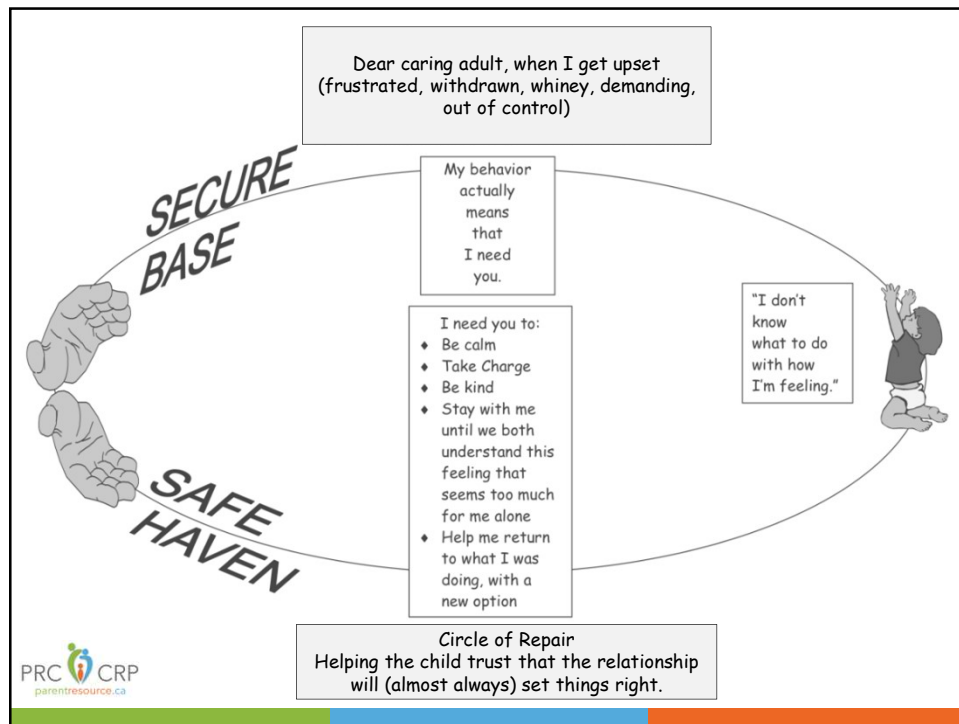 Dear caring adult, when I get upset
(frustrated, withdrawn, whiney, demanding,
out of control)
SECURE
BASE
My behavior
actually
means
that
I need
you.
"I don't
know
what to do
with how
I'm feeling."
I need you to:
♦ Be calm
♦ Take Charge
♦ Be kind
♦ Stay with me
until we both
understand this
feeling that
seems too much
for me alone
♦ Help me return
to what I was
doing, with a
new option
SAFE
HAVEN
Circle of Repair
Helping the child trust that the relationship
will (almost always) set things right.
PRC CRP
parentresource.ca